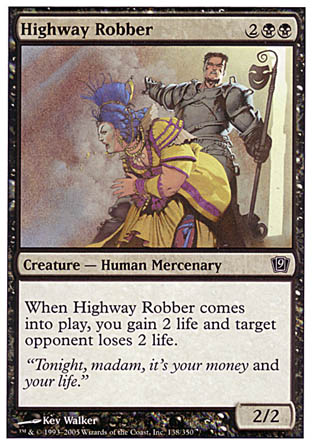 Highway Robber 2
Creature — Human Mercenary 9
When Highway Robber comes
into play, you gain 2 life and target
opponent loses 2 life.
“Tonight, madam, it's your money and
your life.”
Kev Walker
™ & © 1993–2005 Wizards of the Coast, Inc. 138/350
2/2